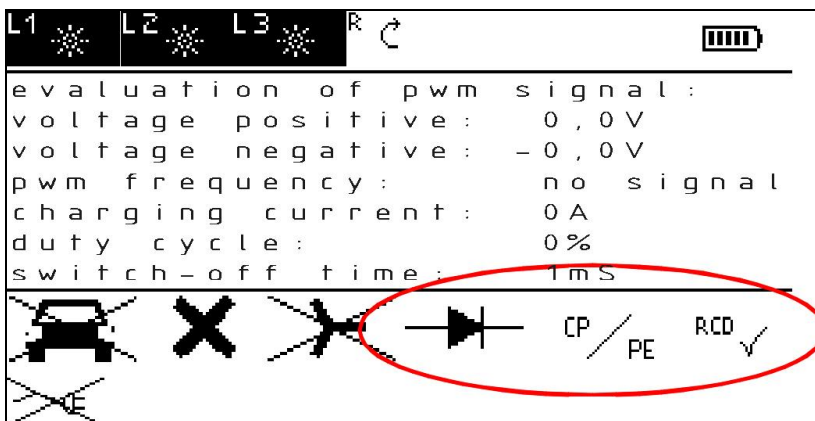 L1 L2 L3 R
evaluation of pwm signal:
voltage positive: 0,0V
voltage negative: -0,0V
pwm frequency: no signal
charging current: 0A
duty cycle: 0%
switch-off time: 1mS
CP/PE RCD